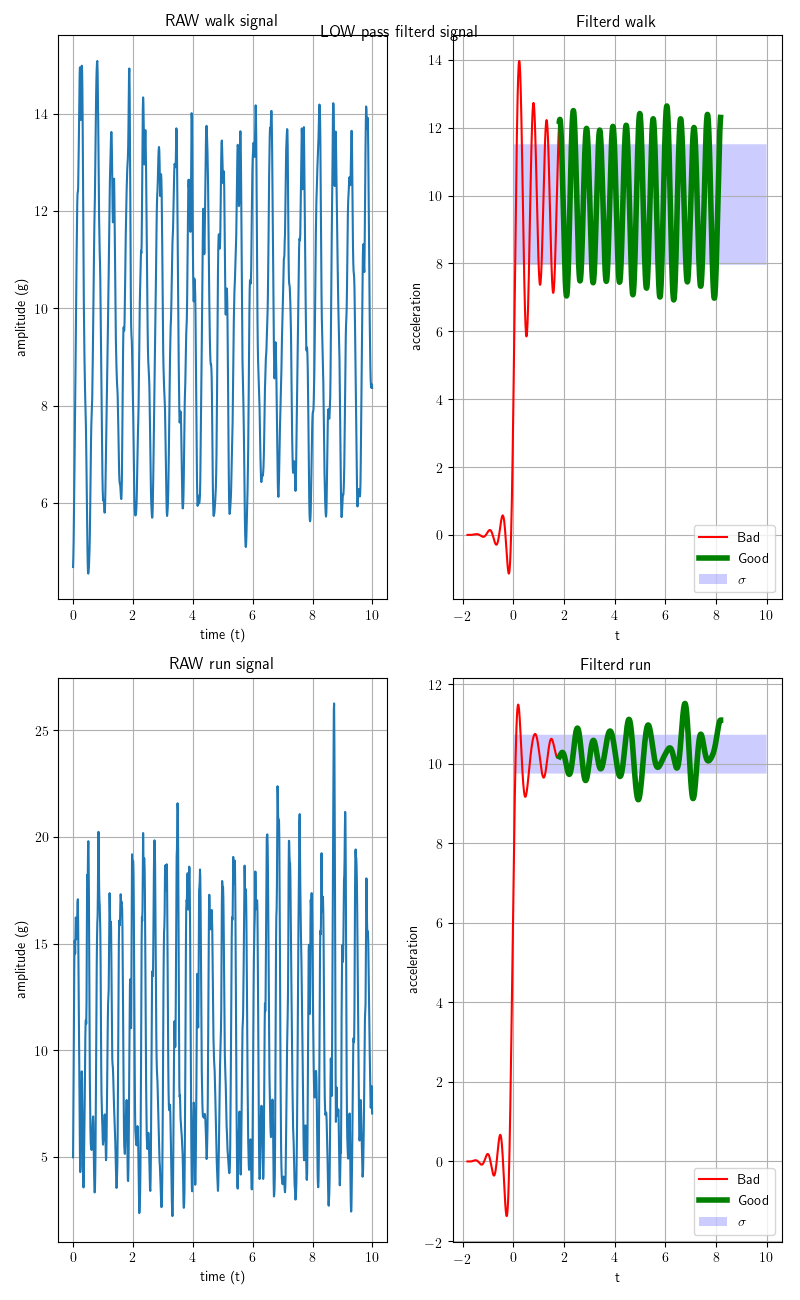 LOW pass filterd signal
RAW walk signal
amplitude (g)
14
12
10
8
6
0 2 4 6 8 10
time (t)
Filterd walk
acceleration
14
12
10
8
6
4
2
0
Bad
Good
σ
−2 0 2 4 6 8 10
t
RAW run signal
amplitude (g)
25
20
15
10
5
0 2 4 6 8 10
time (t)
Filterd run
acceleration
12
10
8
6
4
2
0
−2
Bad
Good
σ
−2 0 2 4 6 8 10
t